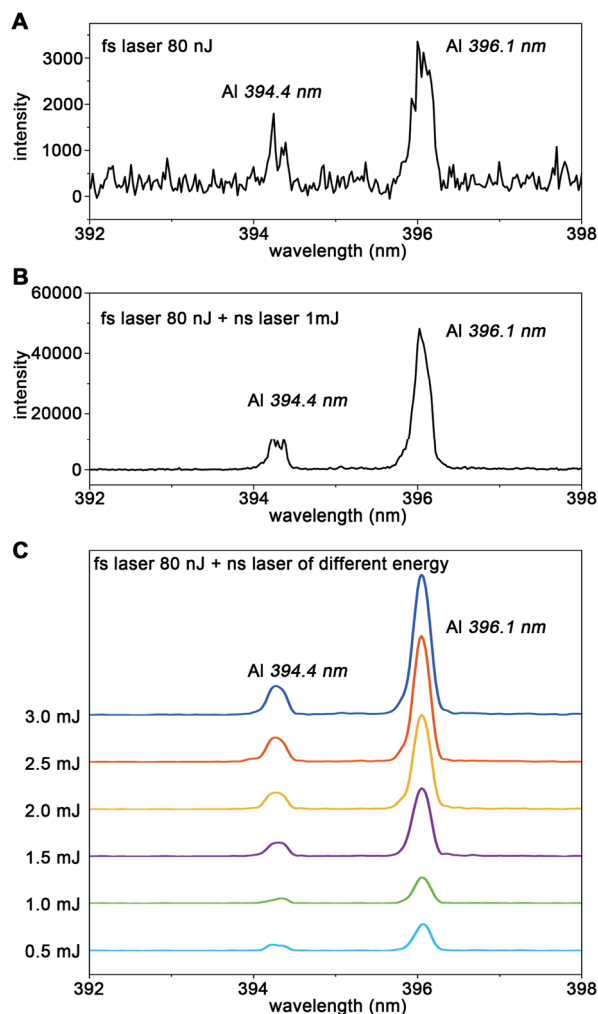 A
fs laser 80 nJ
Al 396.1 nm
Al 394.4 nm
3000
2000
1000
0
intensity
392
394
396
398
wavelength (nm)
B
60000
fs laser 80 nJ + ns laser 1mJ
Al 396.1 nm
40000
Al 394.4 nm
20000
0
intensity
392
394
396
398
wavelength (nm)
C
fs laser 80 nJ + ns laser of different energy
Al 396.1 nm
Al 394.4 nm
3.0 mJ
2.5 mJ
2.0 mJ
1.5 mJ
1.0 mJ
0.5 mJ
392
394
396
398
wavelength (nm)